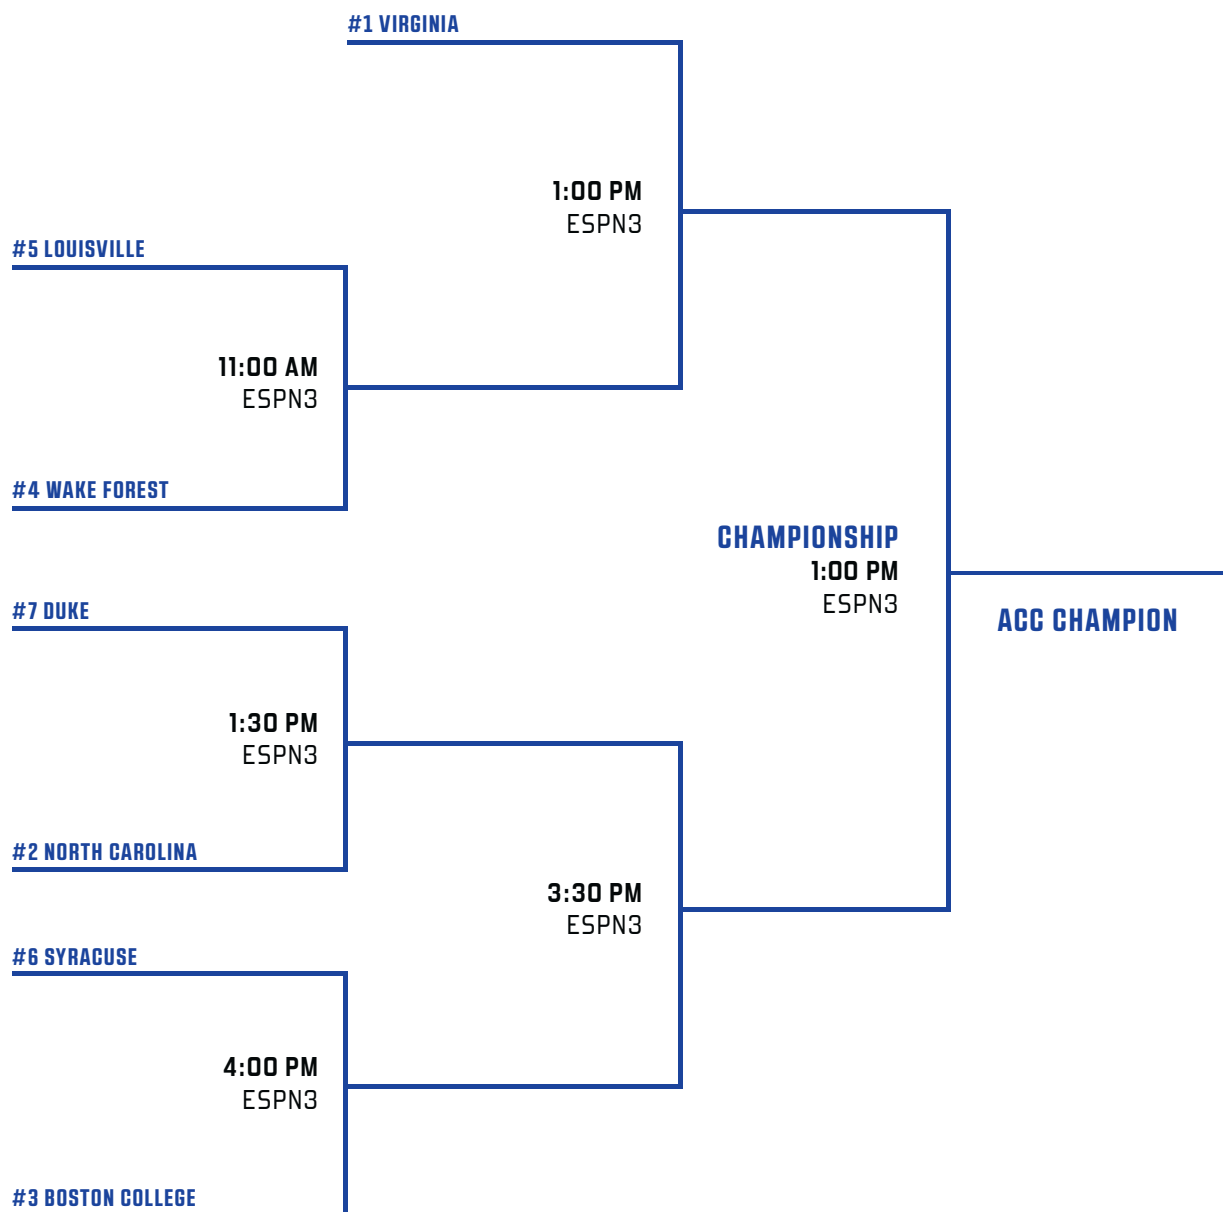 #1 VIRGINIA
1:00 PM
ESPN3
#5 LOUISVILLE
11:00 AM
ESPN3
#4 WAKE FOREST
CHAMPIONSHIP
1:00 PM
ESPN3
ACC CHAMPION
#7 DUKE
1:30 PM
ESPN3
#2 NORTH CAROLINA
3:30 PM
ESPN3
#6 SYRACUSE
4:00 PM
ESPN3
#3 BOSTON COLLEGE